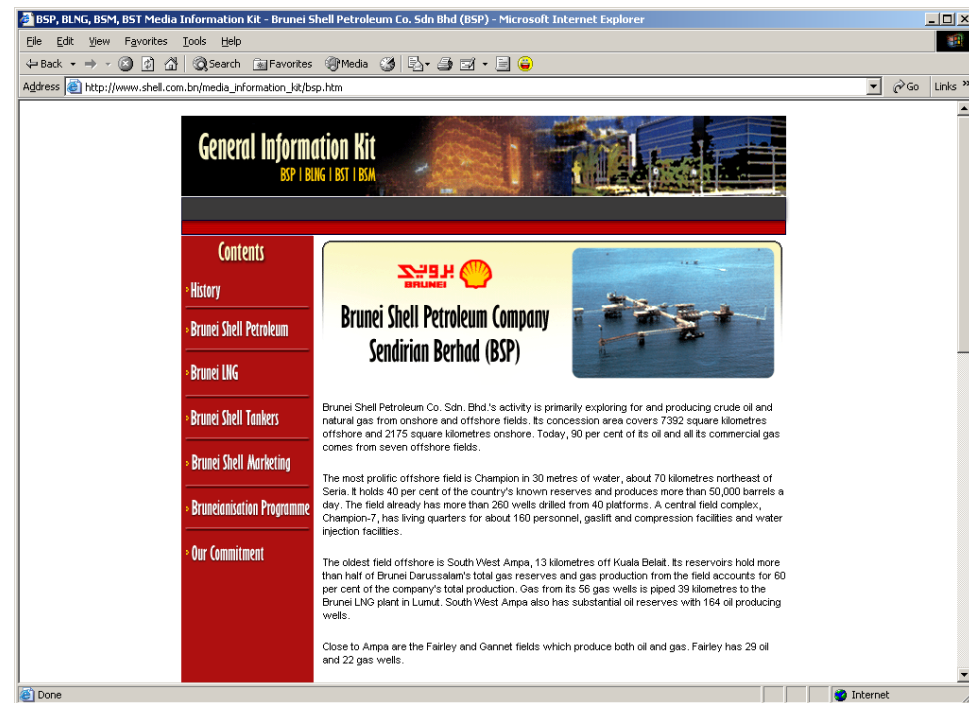 BSP, BLNG, BSM, BST Media Information Kit - Brunei Shell Petroleum Co. Sdn Bhd (BSP) - Microsoft Internet Explorer
File Edit View Favorites Tools Help
Back Search Favorites Media
Address http://www.shell.com.bn/media_information_kit/bsp.htm Go Links »
General Information Kit
BSP | BLNG | BST | BSM
Contents
History
Brunei Shell Petroleum
Brunei LNG
Brunei Shell Tankers
Brunei Shell Marketing
Bruneianisation Programme
Our Commitment
بروني
BRUNEI
Brunei Shell Petroleum Company
Sendirian Berhad (BSP)
Brunei Shell Petroleum Co. Sdn. Bhd.'s activity is primarily exploring for and producing crude oil and
natural gas from onshore and offshore fields. Its concession area covers 7392 square kilometres
offshore and 2175 square kilometres onshore. Today, 90 per cent of its oil and all its commercial gas
comes from seven offshore fields.
The most prolific offshore field is Champion in 30 metres of water, about 70 kilometres northeast of
Seria. It holds 40 per cent of the country's known reserves and produces more than 50,000 barrels a
day. The field already has more than 260 wells drilled from 40 platforms. A central field complex,
Champion-7, has living quarters for about 160 personnel, gaslift and compression facilities and water
injection facilities.
The oldest field offshore is South West Ampa, 13 kilometres off Kuala Belait. Its reservoirs hold more
than half of Brunei Darussalam's total gas reserves and gas production from the field accounts for 60
per cent of the company's total production. Gas from its 56 gas wells is piped 39 kilometres to the
Brunei LNG plant in Lumut. South West Ampa also has substantial oil reserves with 164 oil producing
wells.
Close to Ampa are the Fairley and Gannet fields which produce both oil and gas. Fairley has 29 oil
and 22 gas wells.
Done Internet